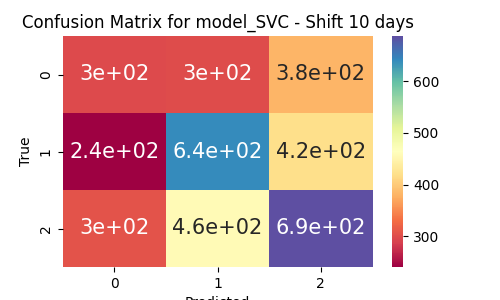 Confusion Matrix for model_SVC - Shift 10 days
0 3e+02 3e+02 3.8e+02
1 2.4e+02 6.4e+02 4.2e+02
2 3e+02 4.6e+02 6.9e+02
0 1 2
True
Predicted
600
500
400
300